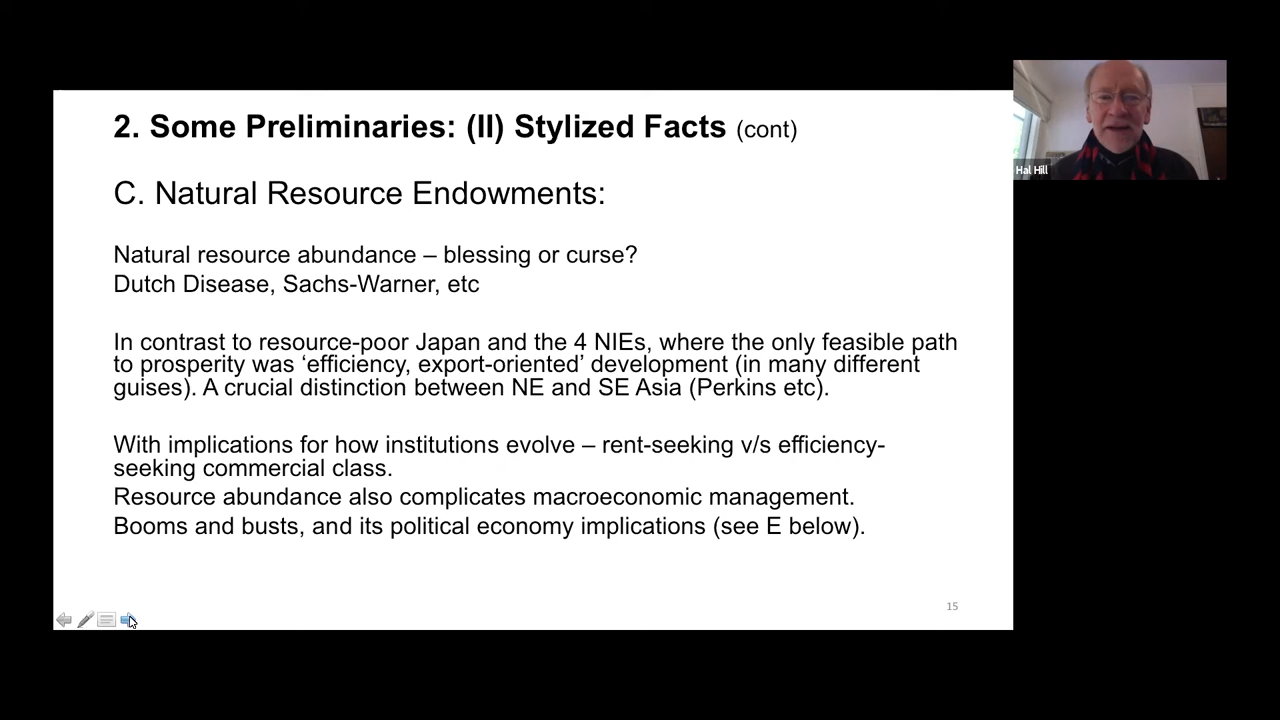 2. Some Preliminaries: (II) Stylized Facts (cont)
C. Natural Resource Endowments:
Natural resource abundance – blessing or curse?
Dutch Disease, Sachs-Warner, etc
In contrast to resource-poor Japan and the 4 NIEs, where the only feasible path
to prosperity was ‘efficiency, export-oriented’ development (in many different
guises). A crucial distinction between NE and SE Asia (Perkins etc).
With implications for how institutions evolve – rent-seeking v/s efficiency-
seeking commercial class.
Resource abundance also complicates macroeconomic management.
Booms and busts, and its political economy implications (see E below).
15
Hal Hill